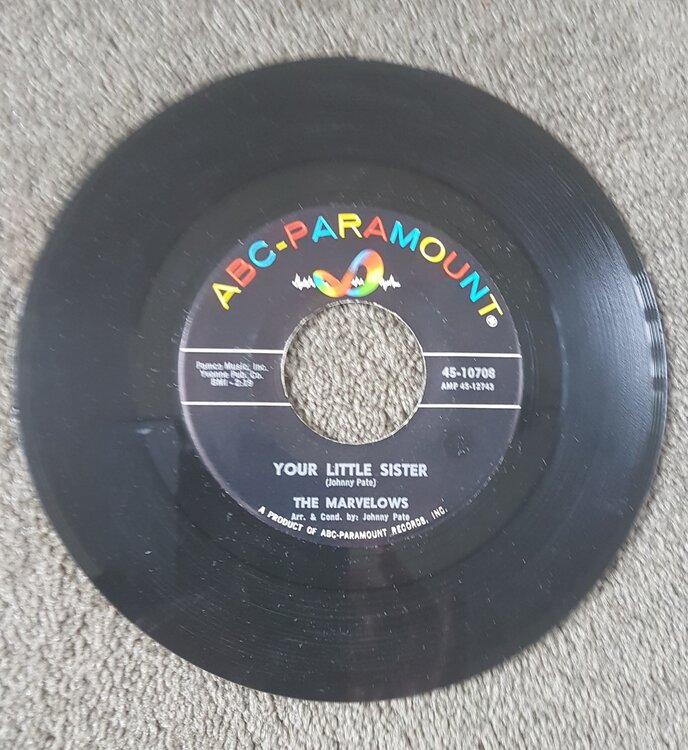 ABC-PARAMOUNT®
Pamco Music, Inc.
Yvonne Pub. Co.
BMI - 2:19
45-10708
AMP 45-12743
YOUR LITTLE SISTER
(Johnny Pate)
THE MARVELOWS
Arr. & Cond. by: Johnny Pate
A PRODUCT OF ABC-PARAMOUNT RECORDS, INC.